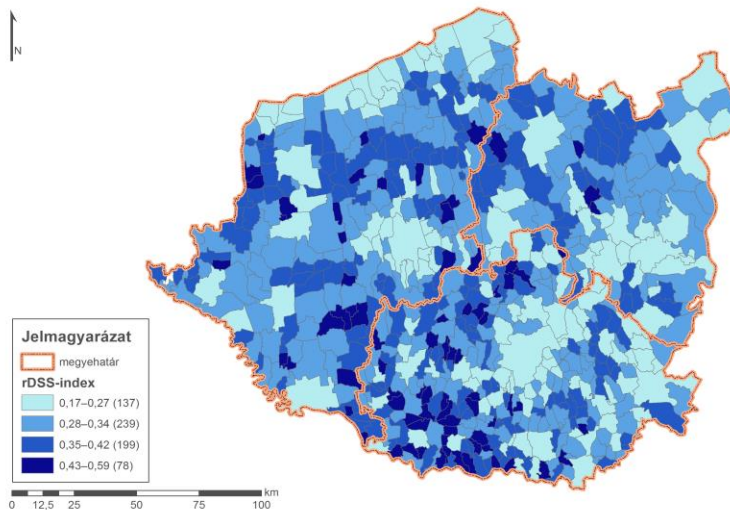 N
Jelmagyarázat
megyehatár
rDSS-index
0,17–0,27 (137)
0,28–0,34 (239)
0,35–0,42 (199)
0,43–0,59 (78)
km
0 12,5 25 50 75 100